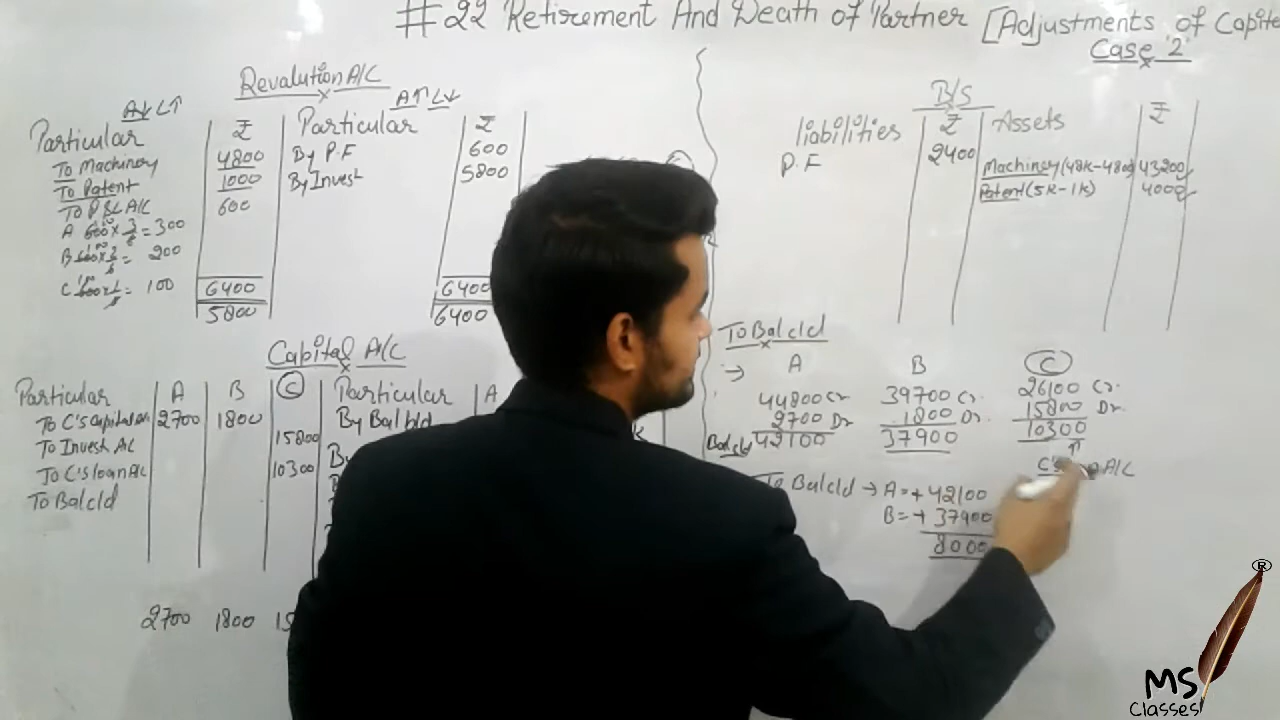 #22 Retirement And Death of Partner [Adjustments of Capita
Case '2'
Revalution A/C
A↓ L↑
A↑ L↓
Particular ₹ Particular ₹
To Machinery 4800 By P.F 600
To Patent 1000 By Invest 5800
To P&L A/C 600
A 600 x 3/6 = 300
B 600 x 2/6 = 200
C 600 x 1/6 = 100
6400 6400
5800 6400
Capital A/C
Particular A B C Particular A
To C's Capital A/c 2700 1800 By Bal b/d
To Invest A/C 15800
To C's loan A/C 10300
To Bal c/d
2700 1800 15
B/S
liabilities ₹ Assets ₹
P.F 2400 Machinery (48K-4800) 43200
Patent (5K-1K) 4000
To Bal c/d
A B C
→ 44800 Cr 39700 Cr. 26100 Cr.
2700 Dr 1800 Dr. 15800 Dr.
Bal c/d 42100 37900 10300
↑
A/C
To Bal c/d → A = + 42100
B = + 37900
8000
®
MS
Classes